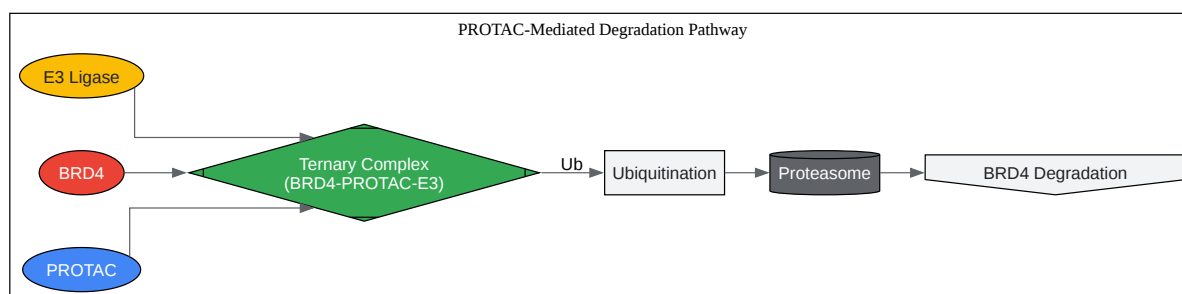 PROTAC-Mediated Degradation Pathway
E3 Ligase
BRD4
PROTAC
Ternary Complex
(BRD4-PROTAC-E3)
Ub
Ubiquitination
Proteasome
BRD4 Degradation